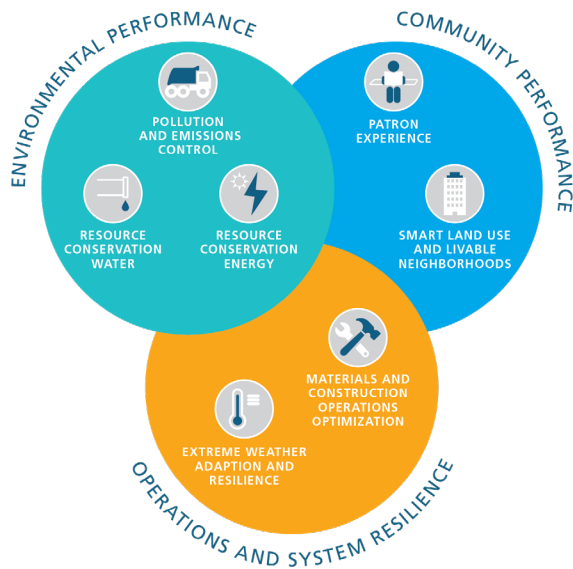 ENVIRONMENTAL PERFORMANCE
COMMUNITY PERFORMANCE
POLLUTION
AND EMISSIONS
CONTROL
PATRON
EXPERIENCE
RESOURCE
CONSERVATION
WATER
RESOURCE
CONSERVATION
ENERGY
SMART LAND USE
AND LIVABLE
NEIGHBORHOODS
MATERIALS AND
CONSTRUCTION
OPERATIONS
OPTIMIZATION
EXTREME WEATHER
ADAPTION AND
RESILIENCE
OPERATIONS AND SYSTEM RESILIENCE